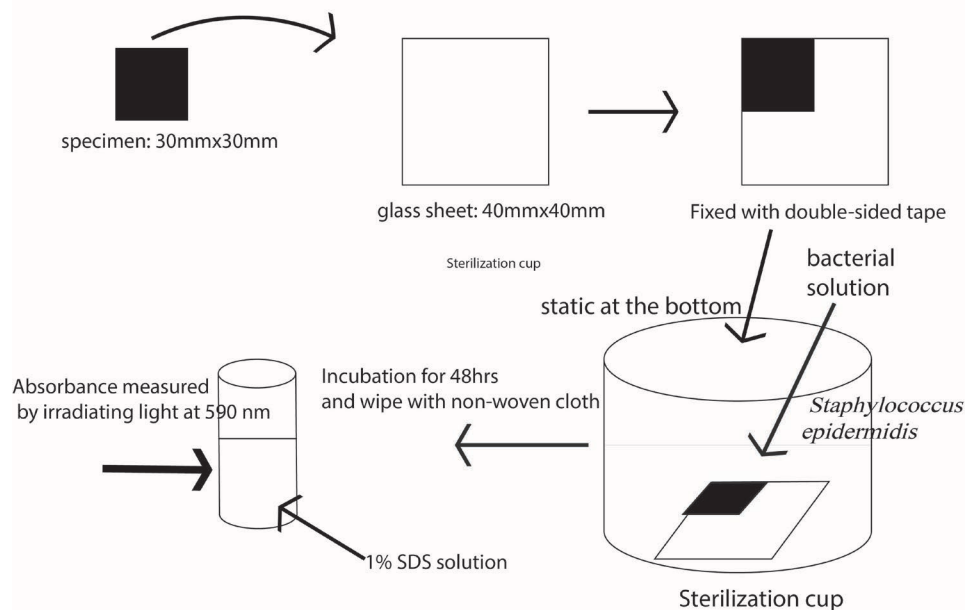 specimen: 30mmx30mm
glass sheet: 40mmx40mm
Fixed with double-sided tape
Sterilization cup
bacterial
solution
static at the bottom
Absorbance measured
by irradiating light at 590 nm
Incubation for 48hrs
and wipe with non-woven cloth
Staphylococcus
epidermidis
1% SDS solution
Sterilization cup